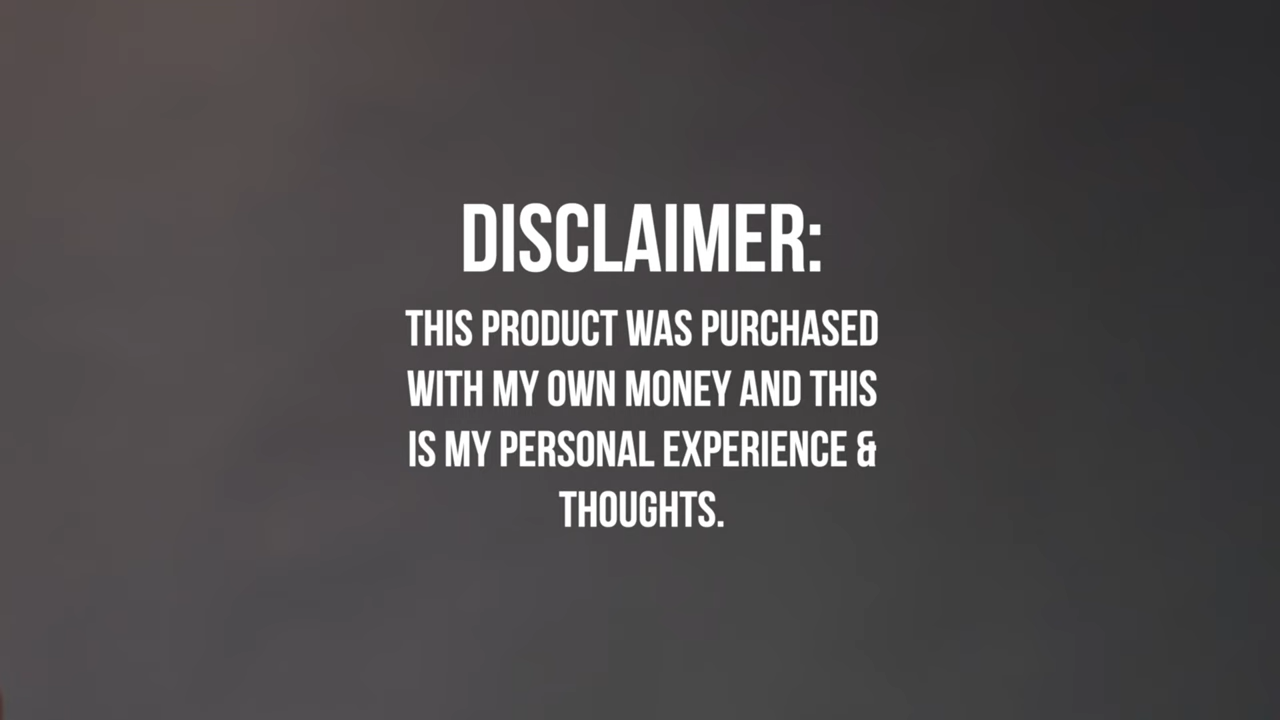 DISCLAIMER:
THIS PRODUCT WAS PURCHASED
WITH MY OWN MONEY AND THIS
IS MY PERSONAL EXPERIENCE &
THOUGHTS.